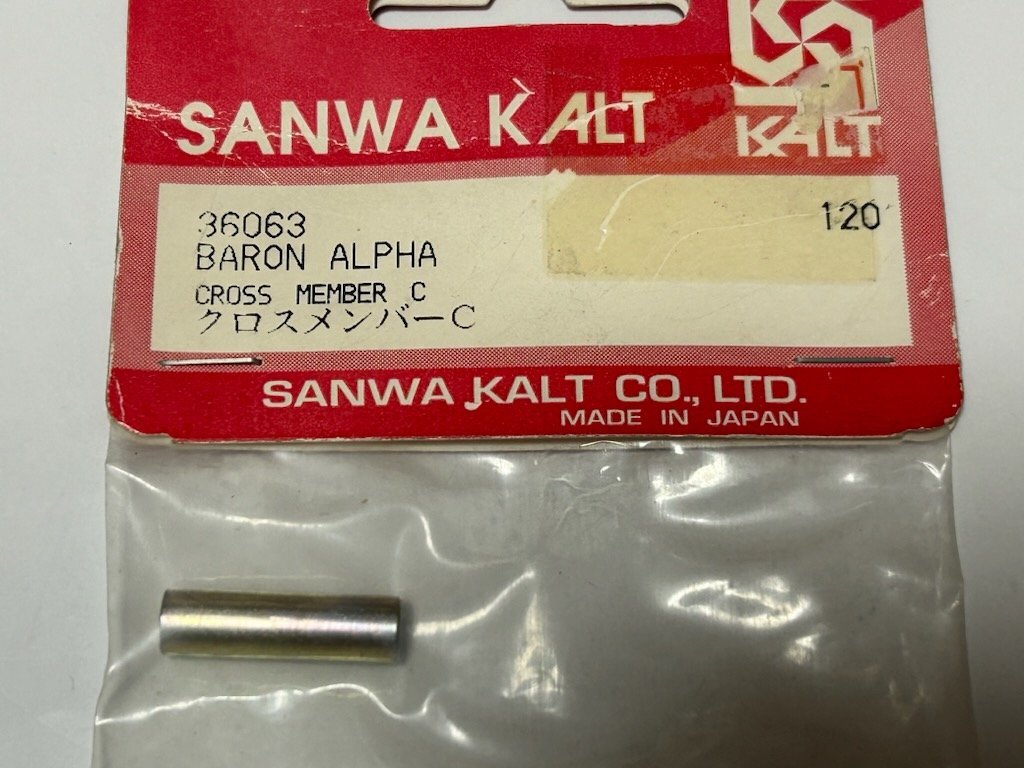 SANWA KALT
KALT
36063
120
BARON ALPHA
CROSS MEMBER C
クロスメンバーC
SANWA KALT CO., LTD.
MADE IN JAPAN